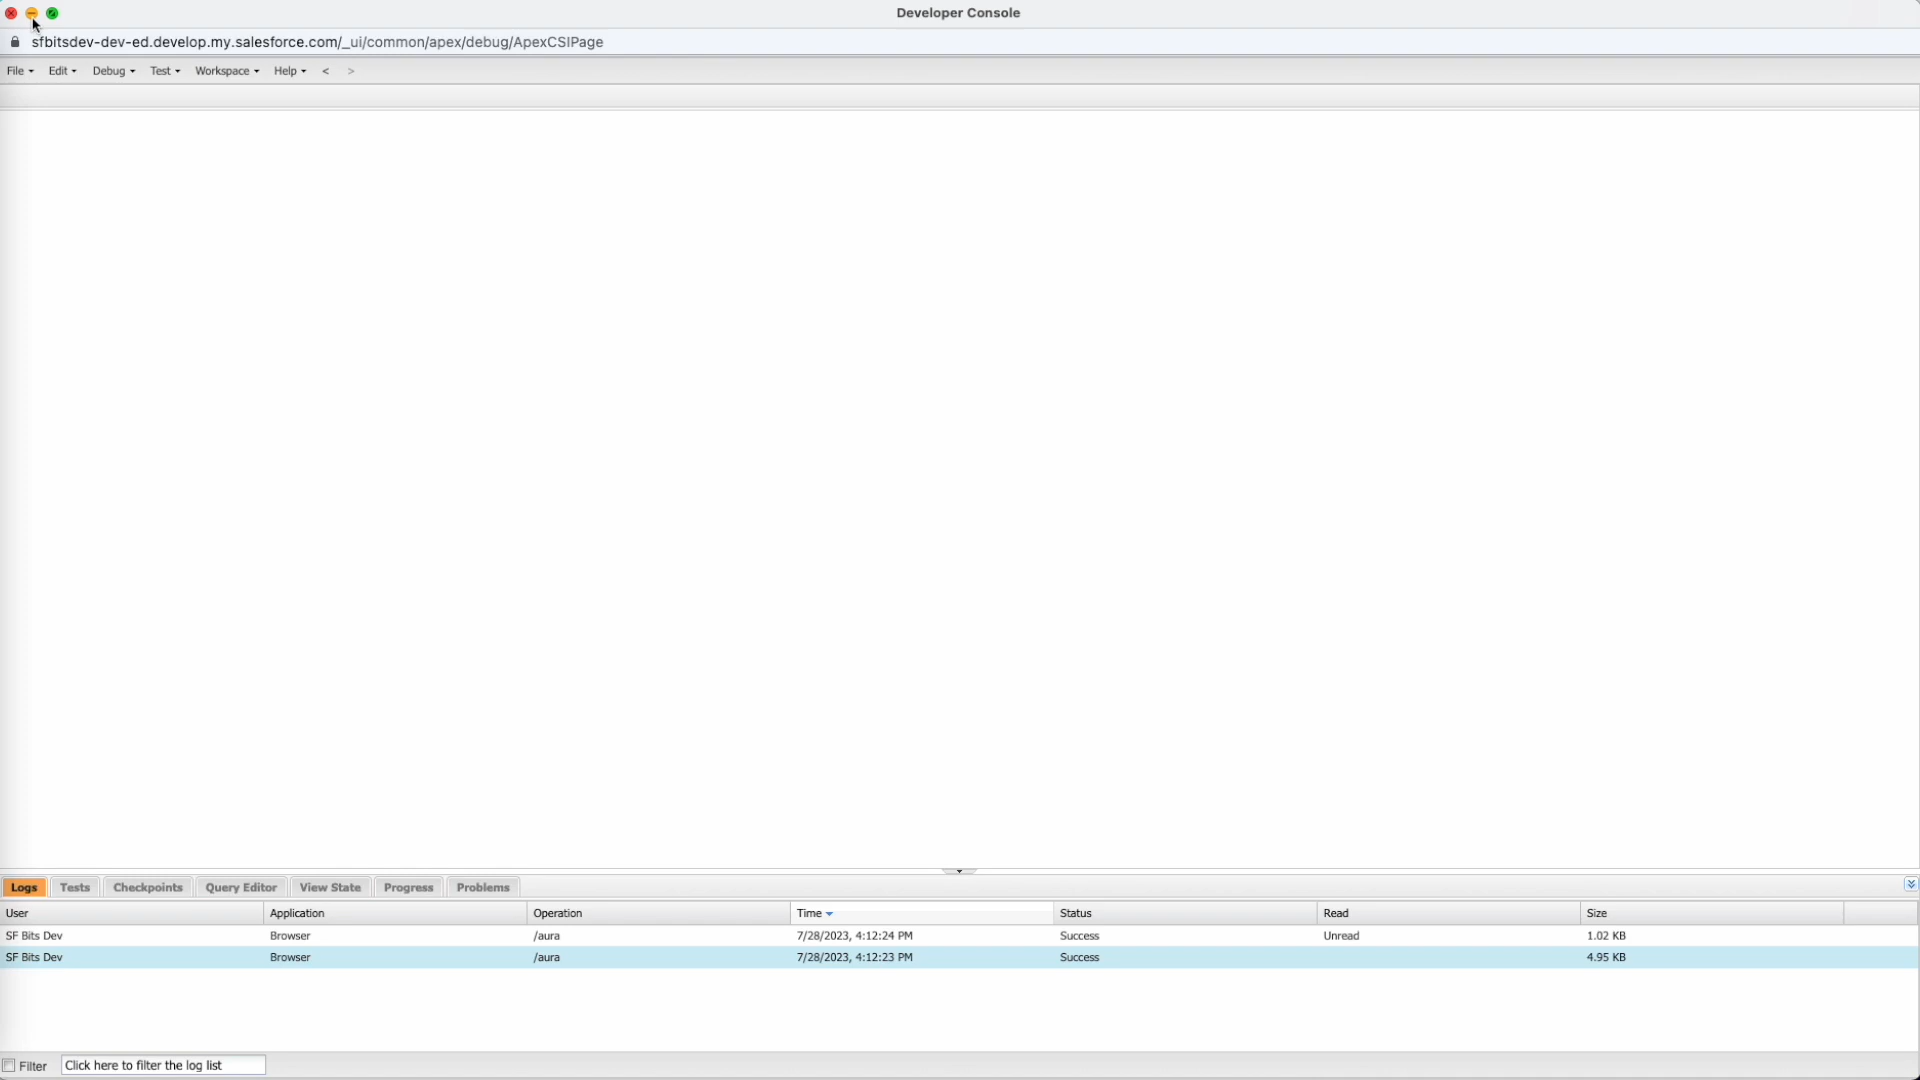 Developer Console
sfbitsdev-dev-ed.develop.my.salesforce.com/_ui/common/apex/debug/ApexCSIPage
File Edit Debug Test Workspace Help < >
Logs Tests Checkpoints Query Editor View State Progress Problems
User Application Operation Time Status Read Size
SF Bits Dev Browser /aura 7/28/2023, 4:12:24 PM Success Unread 1.02 KB
SF Bits Dev Browser /aura 7/28/2023, 4:12:23 PM Success 4.95 KB
Filter Click here to filter the log list